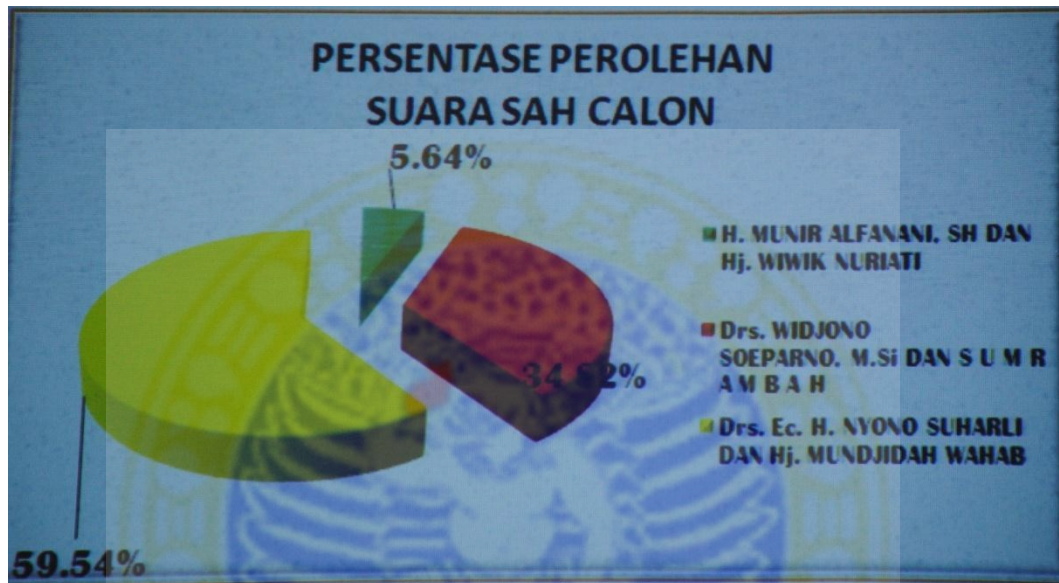 PERSENTASE PEROLEHAN
SUARA SAH CALON
5.64%
H. MUNIR ALFANANI, SH DAN
Hj. WIWIK NURIATI
Drs. WIDJONO
SOEPARNO, M.Si DAN S U M R
A M B A H
34.82%
Drs. Ec. H. NYONO SUHARLI
DAN Hj. MUNDJIDAH WAHAB
59.54%